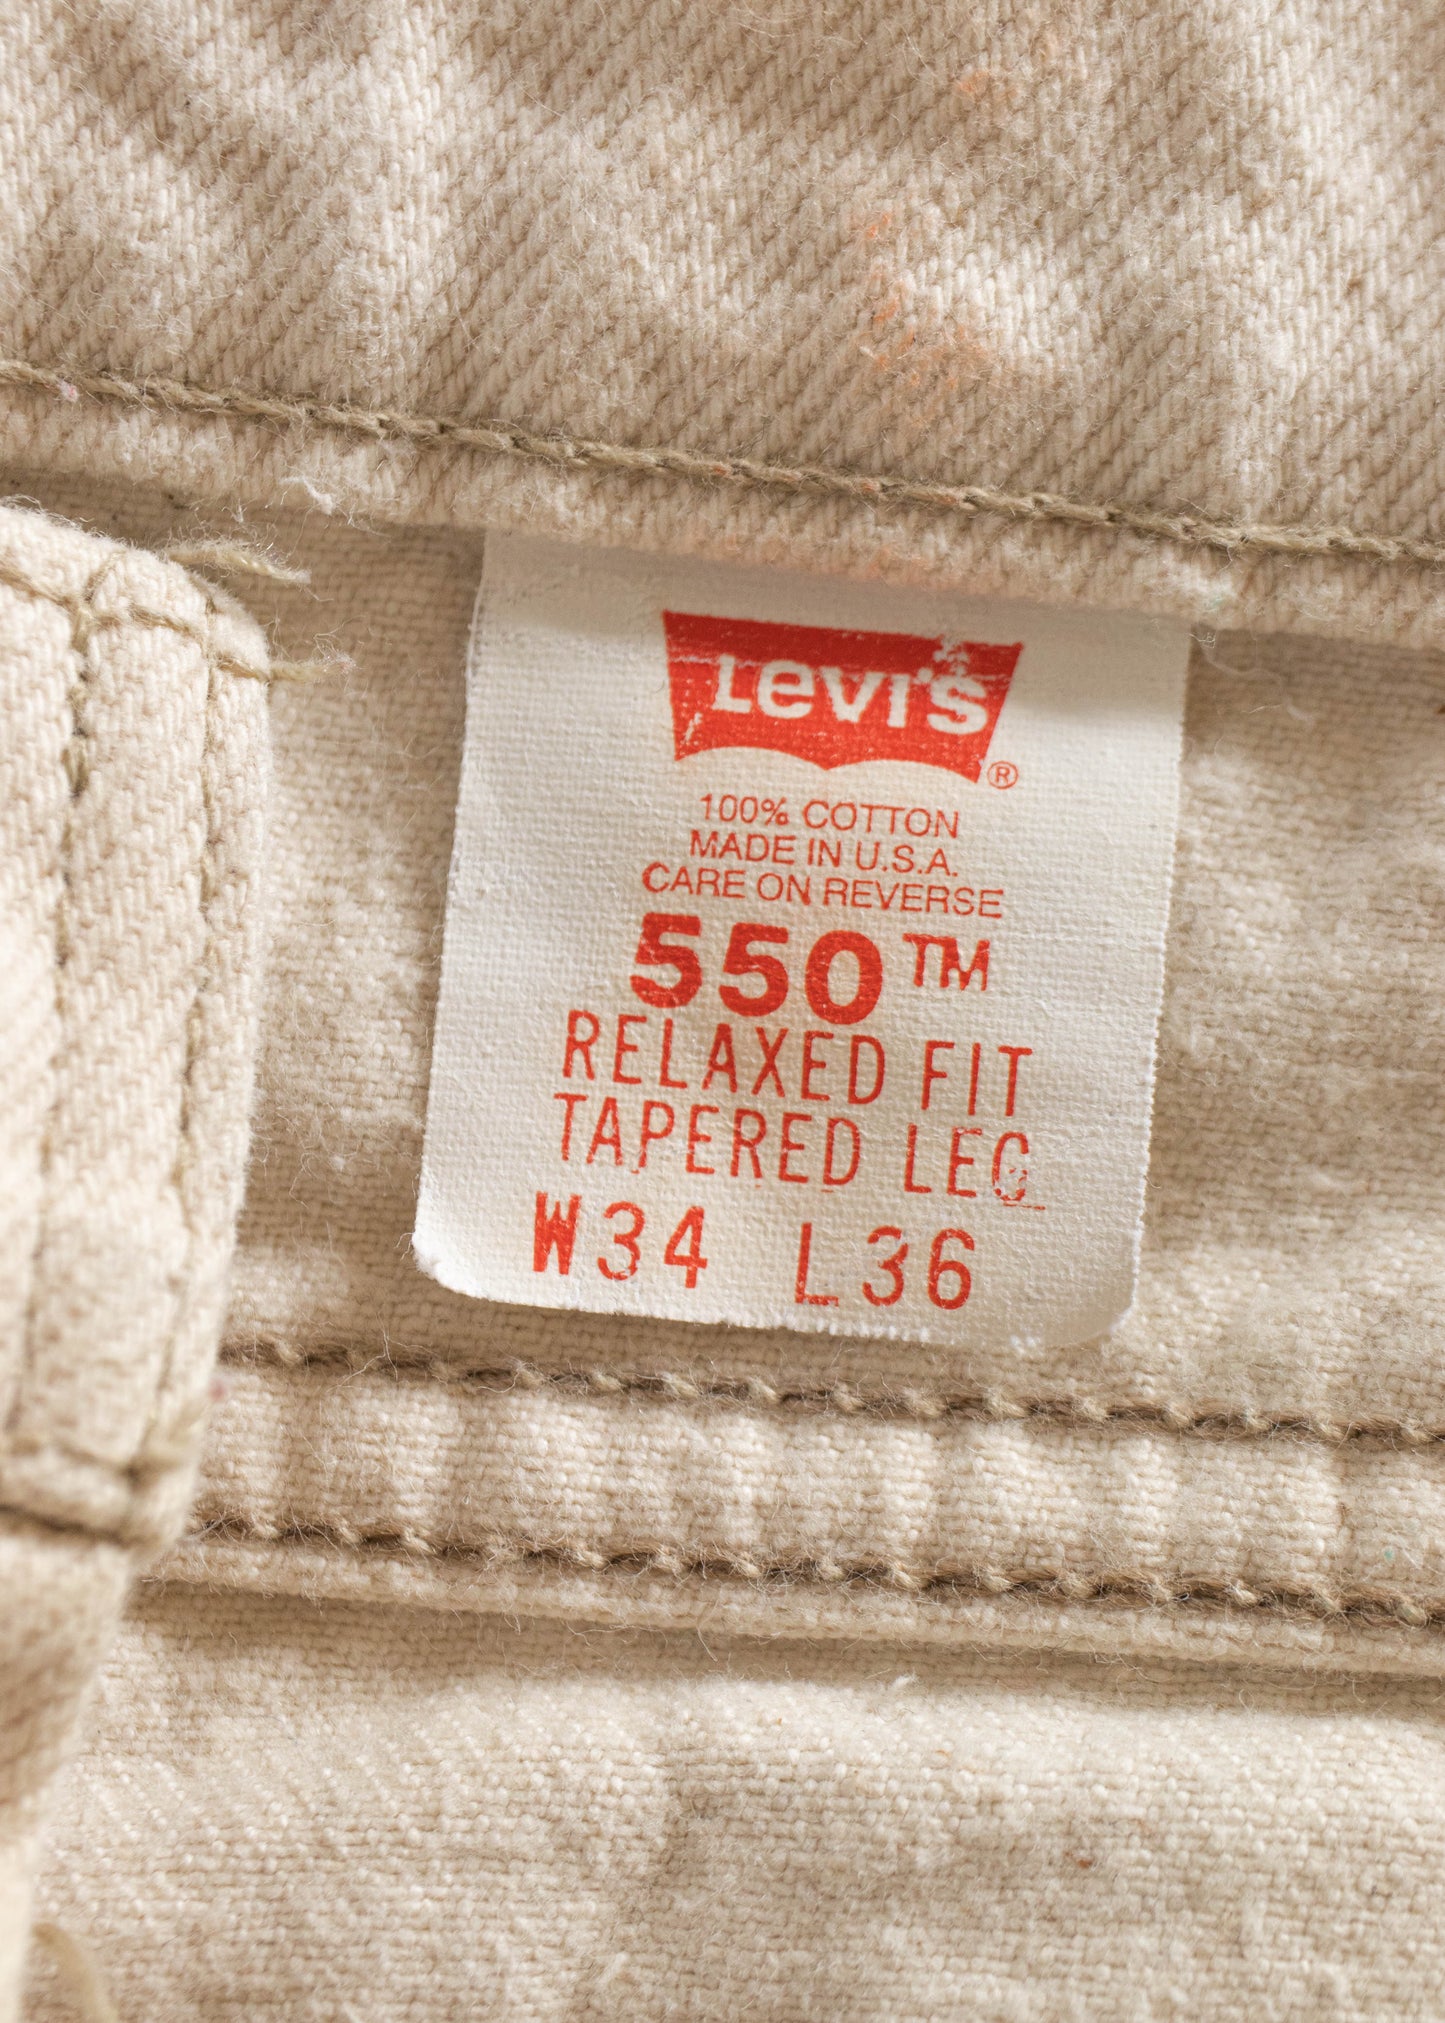 Levi's ®
100% COTTON
MADE IN U.S.A.
CARE ON REVERSE
550™
RELAXED FIT
TAPERED LEG
W34 L36